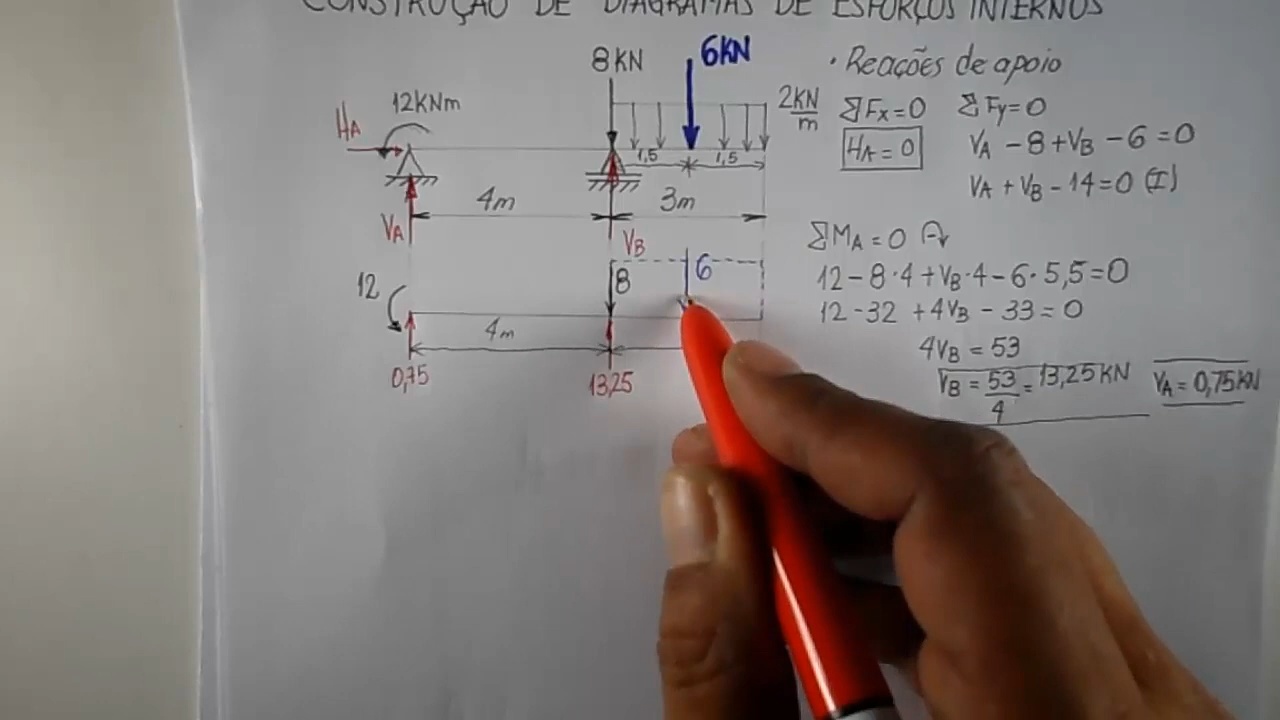 CONSTRUÇÃO DE DIAGRAMAS DE ESFORÇOS INTERNOS
8KN
6KN
12KNm
HA
2KN/m
1,5
1,5
4m
3m
VA
VB
12
8
6
4m
0,75
13,25
• Reações de apoio
ΣFx=0 ΣFy=0
HA=0
VA-8+VB-6=0
VA+VB-14=0 (I)
ΣMA=0
12-8·4+VB·4-6·5,5=0
12-32+4VB-33=0
4VB=53
VB=53/4=13,25KN
VA=0,75KN